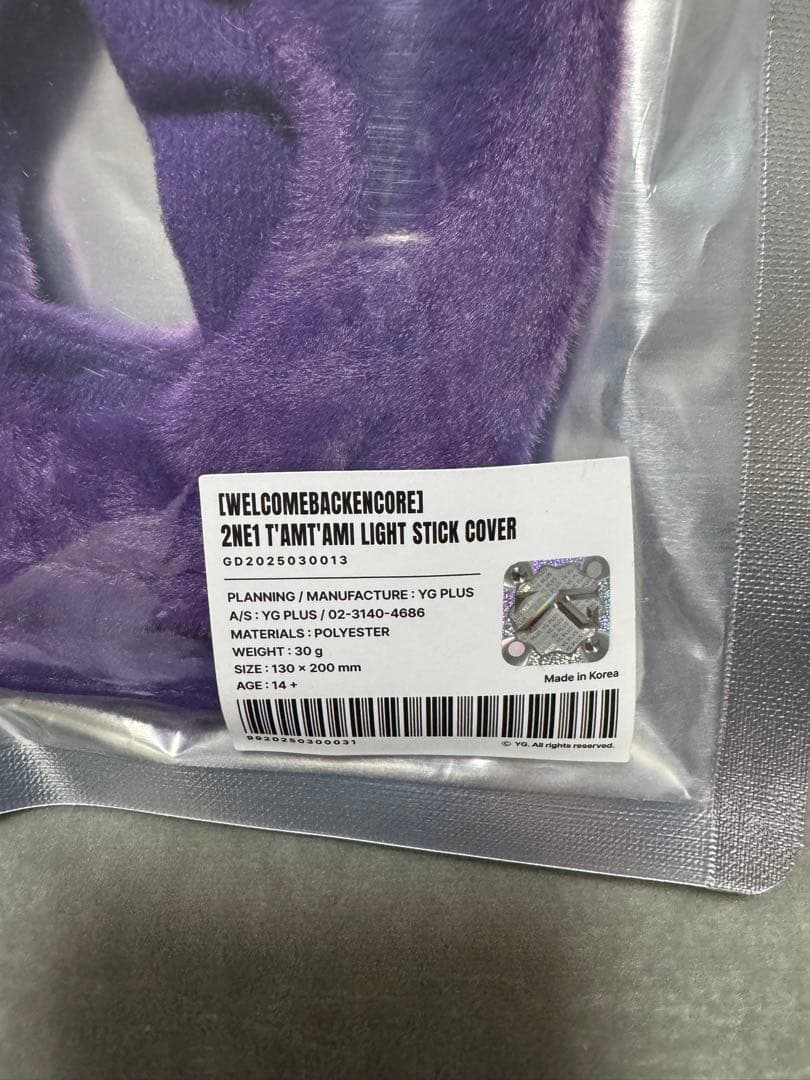 [WELCOMEBACKENCORE]
2NE1 T'AMT'AMI LIGHT STICK COVER
GD2025030013
PLANNING / MANUFACTURE : YG PLUS
A/S : YG PLUS / 02-3140-4686
MATERIALS : POLYESTER
WEIGHT : 30 g
SIZE : 130 × 200 mm
AGE : 14 +
Made in Korea
9920250300031
© YG. All rights reserved.